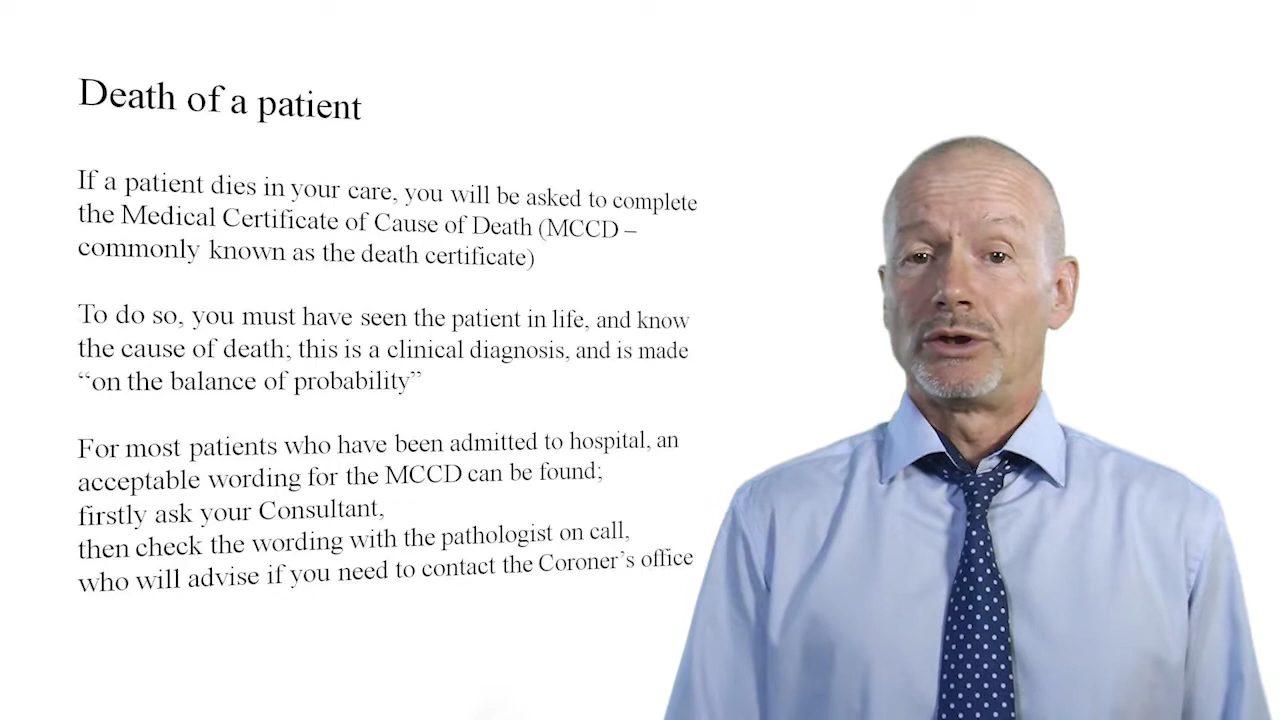 Death of a patient
If a patient dies in your care, you will be asked to complete
the Medical Certificate of Cause of Death (MCCD –
commonly known as the death certificate)
To do so, you must have seen the patient in life, and know
the cause of death; this is a clinical diagnosis, and is made
“on the balance of probability”
For most patients who have been admitted to hospital, an
acceptable wording for the MCCD can be found;
firstly ask your Consultant,
then check the wording with the pathologist on call,
who will advise if you need to contact the Coroner’s office